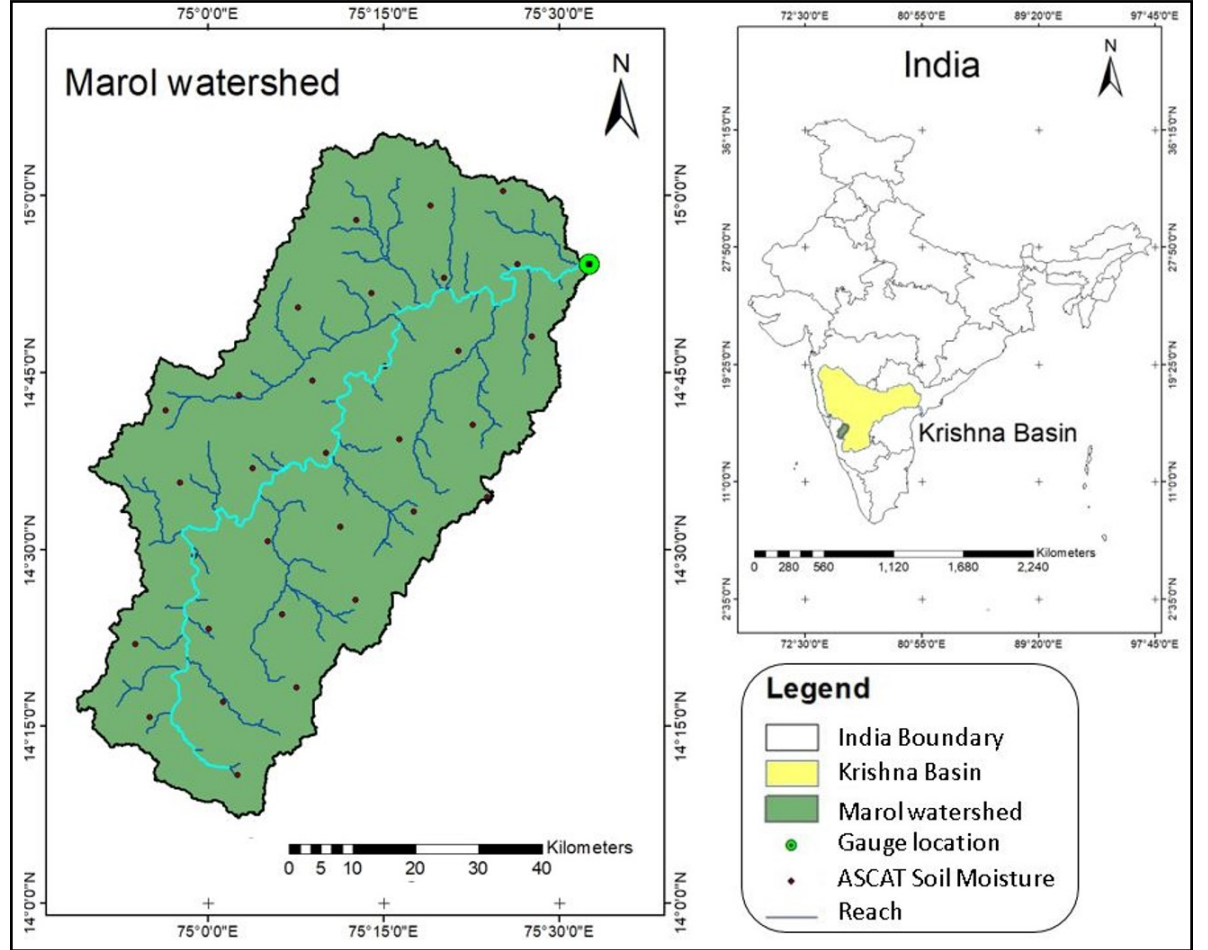 75°0'0"E 75°15'0"E 75°30'0"E
Marol watershed
N
15°0'0"N 15°0'0"N
14°45'0"N 14°45'0"N
14°30'0"N 14°30'0"N
14°15'0"N 14°15'0"N
14°0'0"N 14°0'0"N
Kilometers
0 5 10 20 30 40
75°0'0"E 75°15'0"E 75°30'0"E
72°30'0"E 80°55'0"E 89°20'0"E 97°45'0"E
India
N
36°15'0"N 36°15'0"N
27°50'0"N 27°50'0"N
19°25'0"N 19°25'0"N
Krishna Basin
11°0'0"N 11°0'0"N
Kilometers
0 280 560 1,120 1,680 2,240
2°35'0"N 2°35'0"N
72°30'0"E 80°55'0"E 89°20'0"E 97°45'0"E
Legend
India Boundary
Krishna Basin
Marol watershed
Gauge location
ASCAT Soil Moisture
Reach